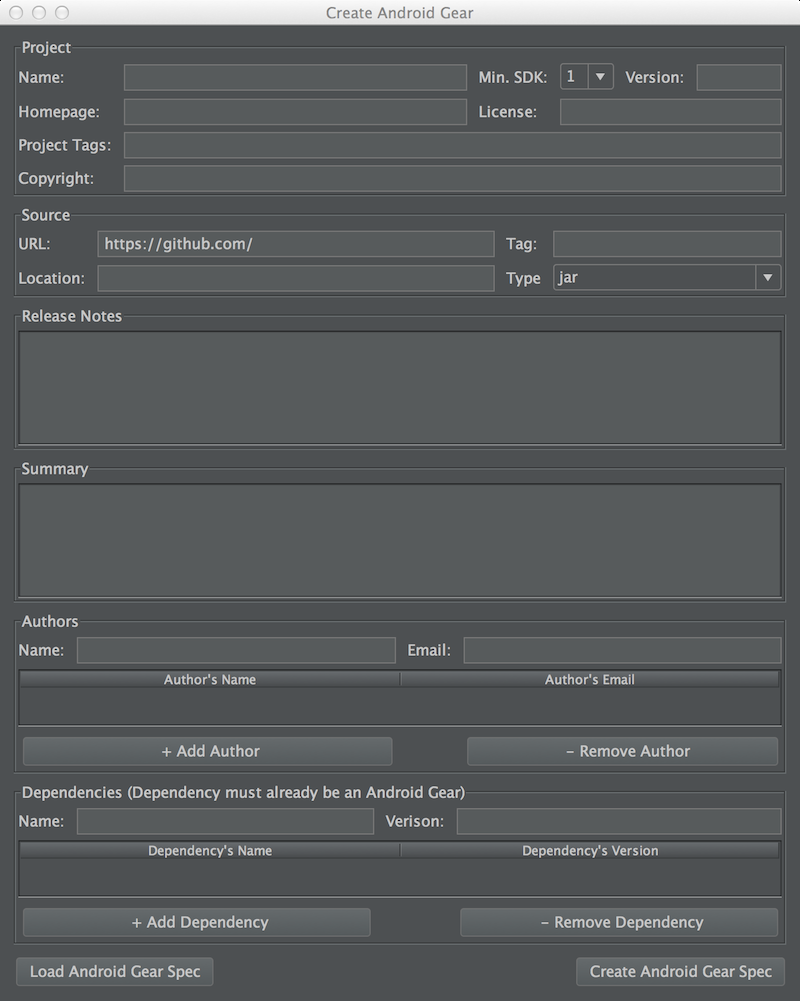 Create Android Gear
Project
Name: Min. SDK: 1 Version:
Homepage: License:
Project Tags:
Copyright:
Source
URL: https://github.com/ Tag:
Location: Type jar
Release Notes
Summary
Authors
Name: Email:
Author's Name Author's Email
+ Add Author – Remove Author
Dependencies (Dependency must already be an Android Gear)
Name: Verison:
Dependency's Name Dependency's Version
+ Add Dependency – Remove Dependency
Load Android Gear Spec Create Android Gear Spec